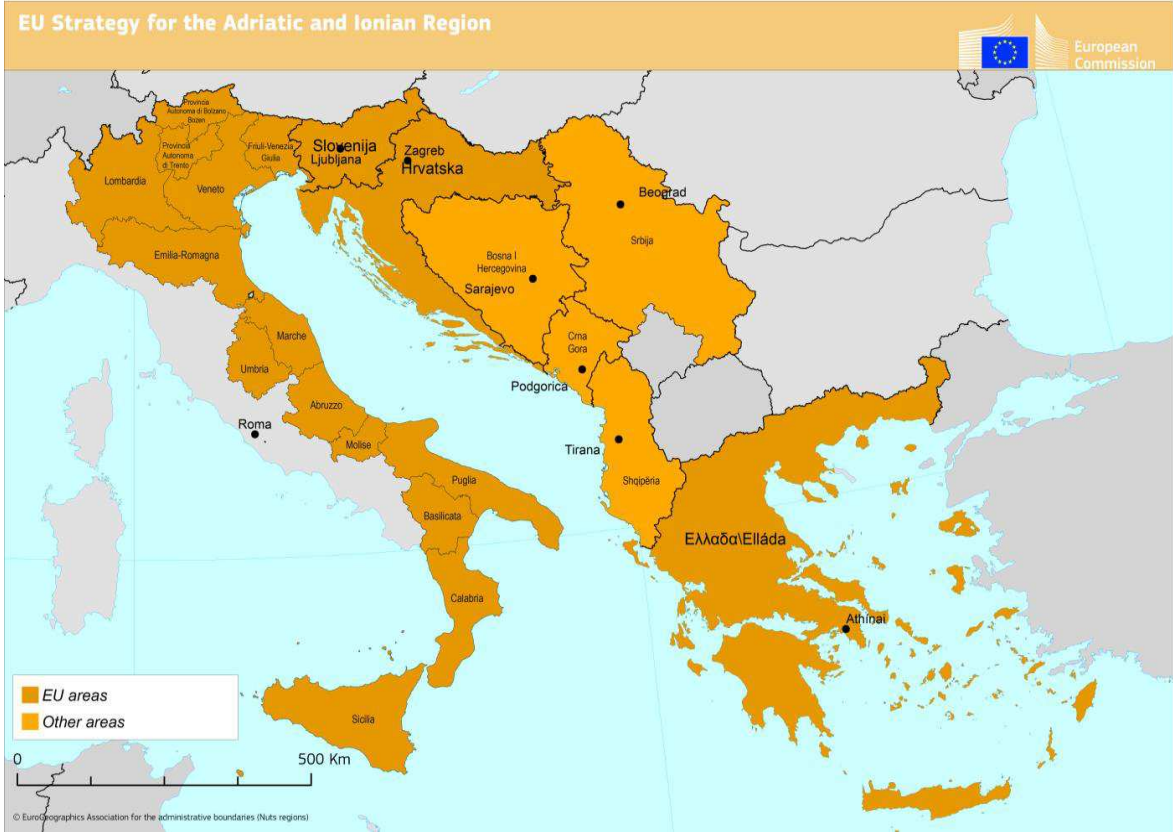 EU Strategy for the Adriatic and Ionian Region
European
Commission
Provincia
Autonoma di Bolzano
Bozen
Provincia
Autonoma
di Trento
Friuli-Venezia
Giulia
Slovenija
Ljubljana
Zagreb
Hrvatska
Lombardia
Veneto
Beograd
Srbija
Emilia-Romagna
Bosna I
Hercegovina
Sarajevo
Marche
Crna
Gora
Umbria
Podgorica
Abruzzo
Roma
Molise
Tirana
Puglia
Shqipëria
Basilicata
Ελλαδα\Elláda
Calabria
Athínai
EU areas
Other areas
Sicilia
0
500 Km
© EuroGeographics Association for the administrative boundaries (Nuts regions)